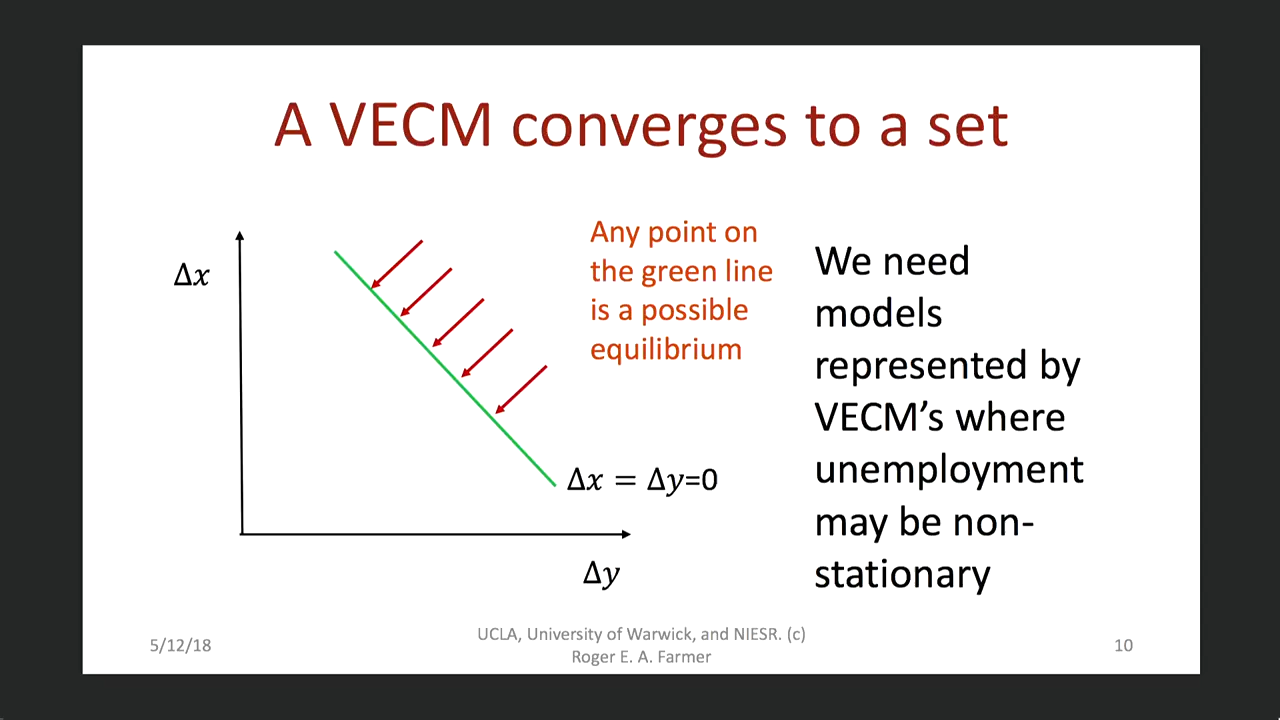 A VECM converges to a set
Δx
Any point on
the green line
is a possible
equilibrium
Δx = Δy=0
Δy
We need
models
represented by
VECM’s where
unemployment
may be non-
stationary
5/12/18
UCLA, University of Warwick, and NIESR. (c)
Roger E. A. Farmer
10